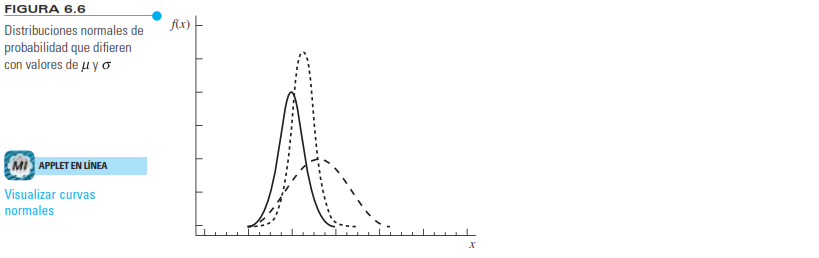 FIGURA 6.6
Distribuciones normales de
probabilidad que difieren
con valores de μ y σ
MI APPLET EN LÍNEA
Visualizar curvas
normales
f(x)
x